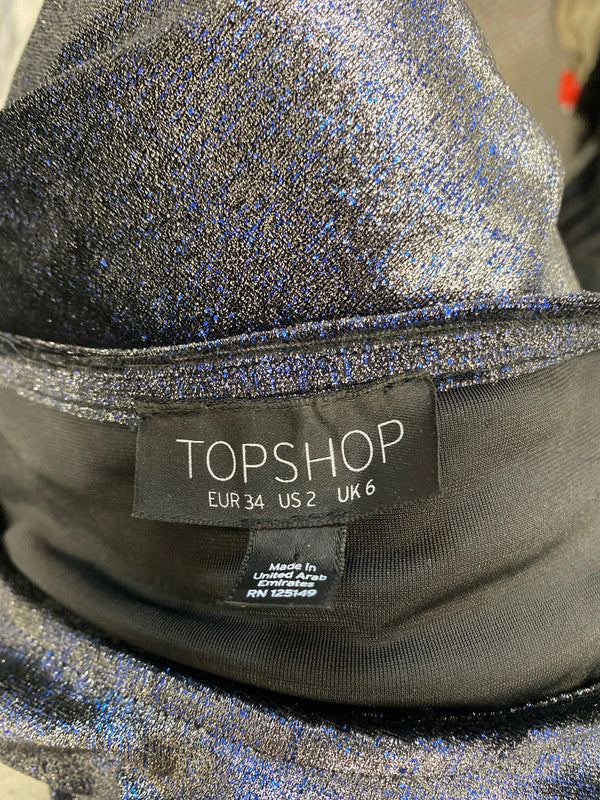 TOPSHOP
EUR 34 US 2 UK 6
Made in
United Arab
Emirates
RN 125149